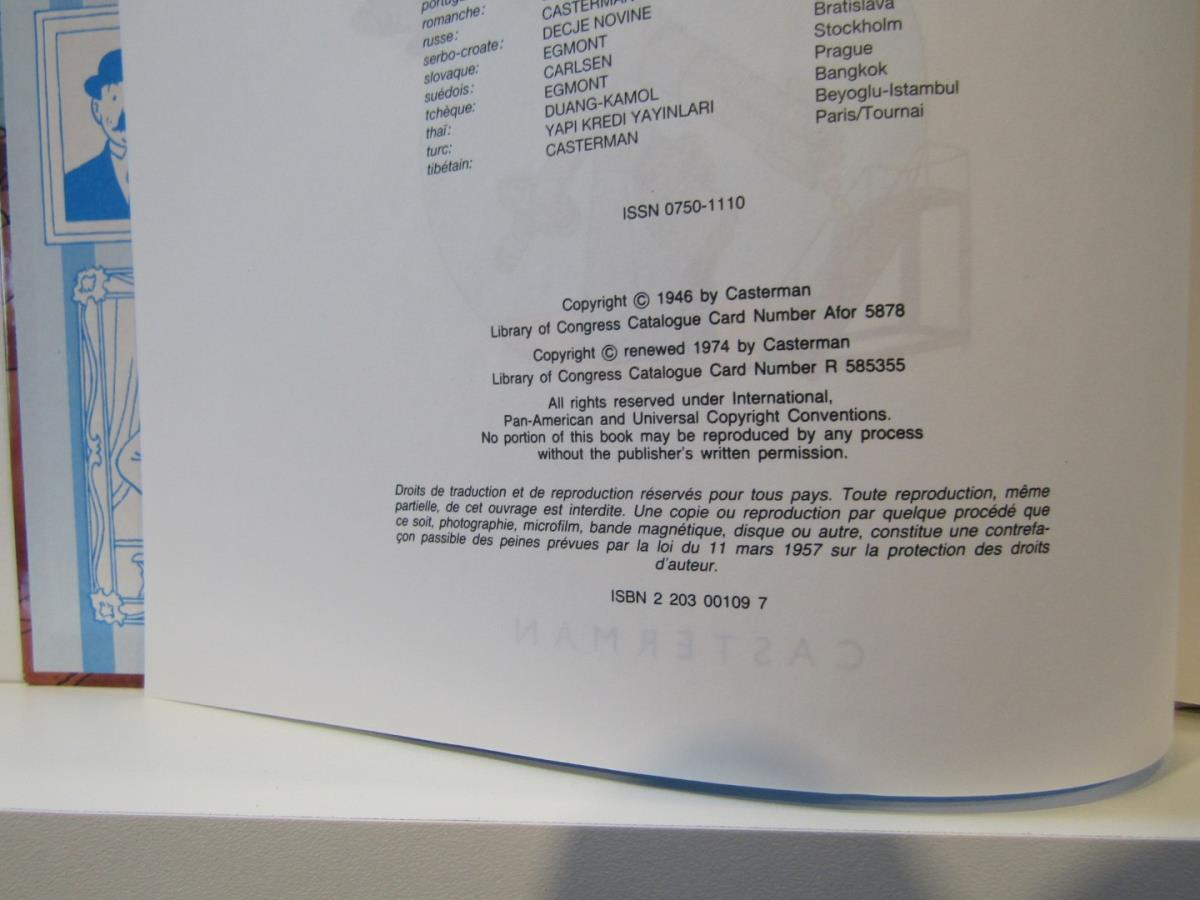 romanche:
russe: CASTERMAN
serbo-croate: DECJE NOVINE
slovaque: EGMONT Bratislava
suédois: CARLSEN Stockholm
tchèque: EGMONT Prague
thaï: DUANG-KAMOL Bangkok
turc: YAPI KREDI YAYINLARI Beyoglu-Istambul
tibétain: CASTERMAN Paris/Tournai
ISSN 0750-1110
Copyright © 1946 by Casterman
Library of Congress Catalogue Card Number Afor 5878
Copyright © renewed 1974 by Casterman
Library of Congress Catalogue Card Number R 585355
All rights reserved under International,
Pan-American and Universal Copyright Conventions.
No portion of this book may be reproduced by any process
without the publisher's written permission.
Droits de traduction et de reproduction réservés pour tous pays. Toute reproduction, même
partielle, de cet ouvrage est interdite. Une copie ou reproduction par quelque procédé que
ce soit, photographie, microfilm, bande magnétique, disque ou autre, constitue une contrefa-
çon passible des peines prévues par la loi du 11 mars 1957 sur la protection des droits
d'auteur.
ISBN 2 203 00109 7
CASTERMAN